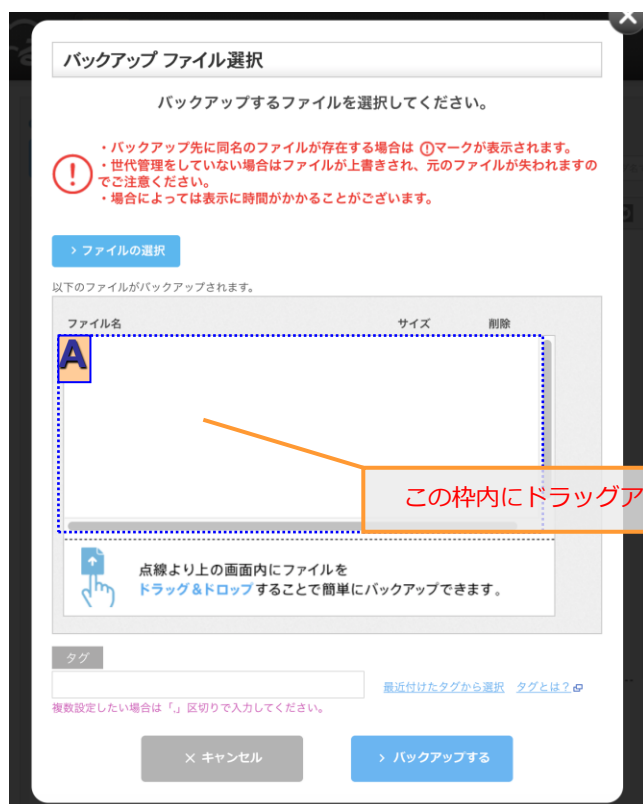 バックアップ ファイル選択
バックアップするファイルを選択してください。
・バックアップ先に同名のファイルが存在する場合は ①マークが表示されます。
・世代管理をしていない場合はファイルが上書きされ、元のファイルが失われますの
でご注意ください。
・場合によっては表示に時間がかかることがございます。
> ファイルの選択
以下のファイルがバックアップされます。
ファイル名 サイズ 削除
A
この枠内にドラッグア
点線より上の画面内にファイルを
ドラッグ&ドロップすることで簡単にバックアップできます。
タグ
最近付けたタグから選択 タグとは?
複数設定したい場合は「,」区切りで入力してください。
× キャンセル > バックアップする